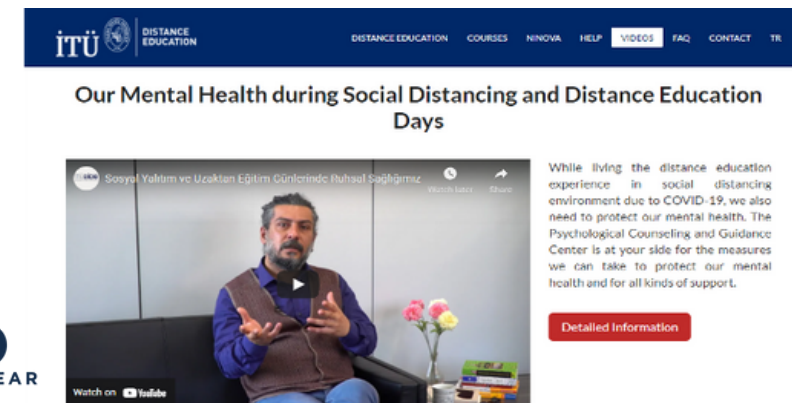 İTÜ
DISTANCE
EDUCATION
DISTANCE EDUCATION COURSES NINOVA HELP VIDEOS FAQ CONTACT TR
Our Mental Health during Social Distancing and Distance Education
Days
Sosyal Yalıtım ve Uzaktan Eğitim Günlerinde Ruhsal Sağlığımız
Watch later Share
Watch on YouTube
While living the distance education
experience in social distancing
environment due to COVID-19, we also
need to protect our mental health. The
Psychological Counseling and Guidance
Center is at your side for the measures
we can take to protect our mental
health and for all kinds of support.
Detailed Information
EAR